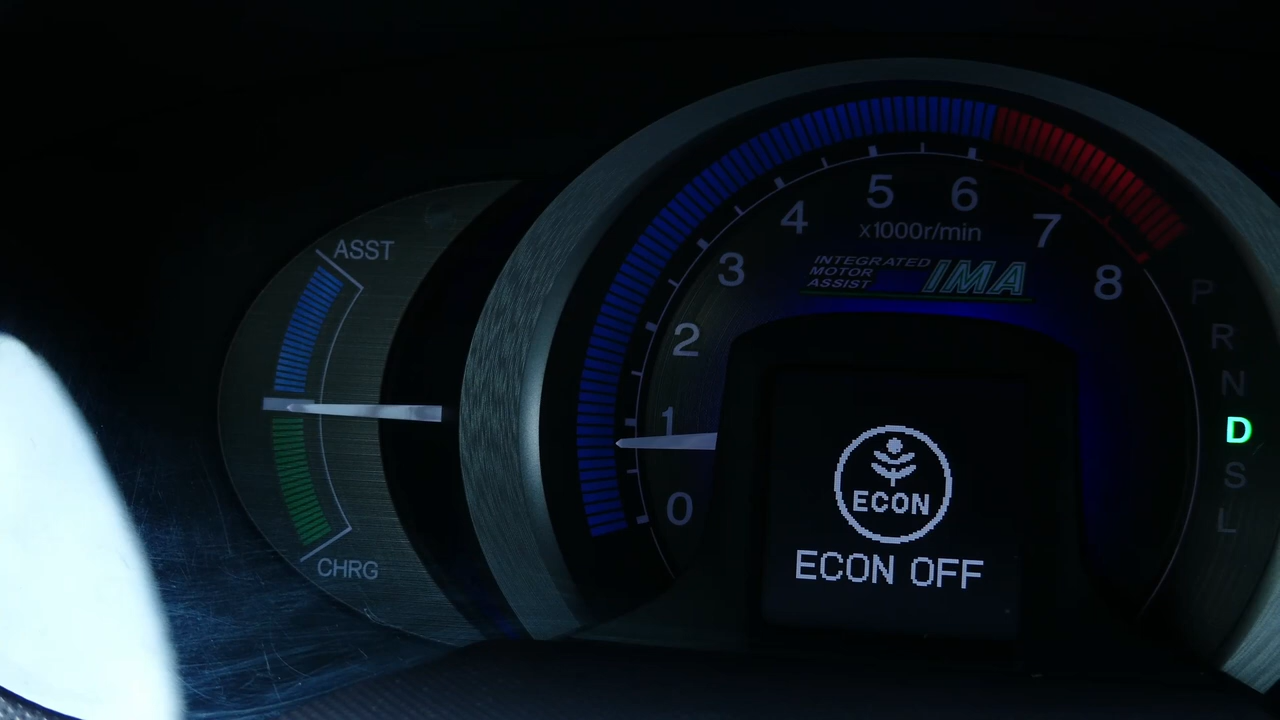 ASST
CHRG
0
1
2
3
4
5
6
7
8
x1000r/min
INTEGRATED
MOTOR
ASSIST
IMA
ECON
ECON OFF
P
R
N
D
S
L